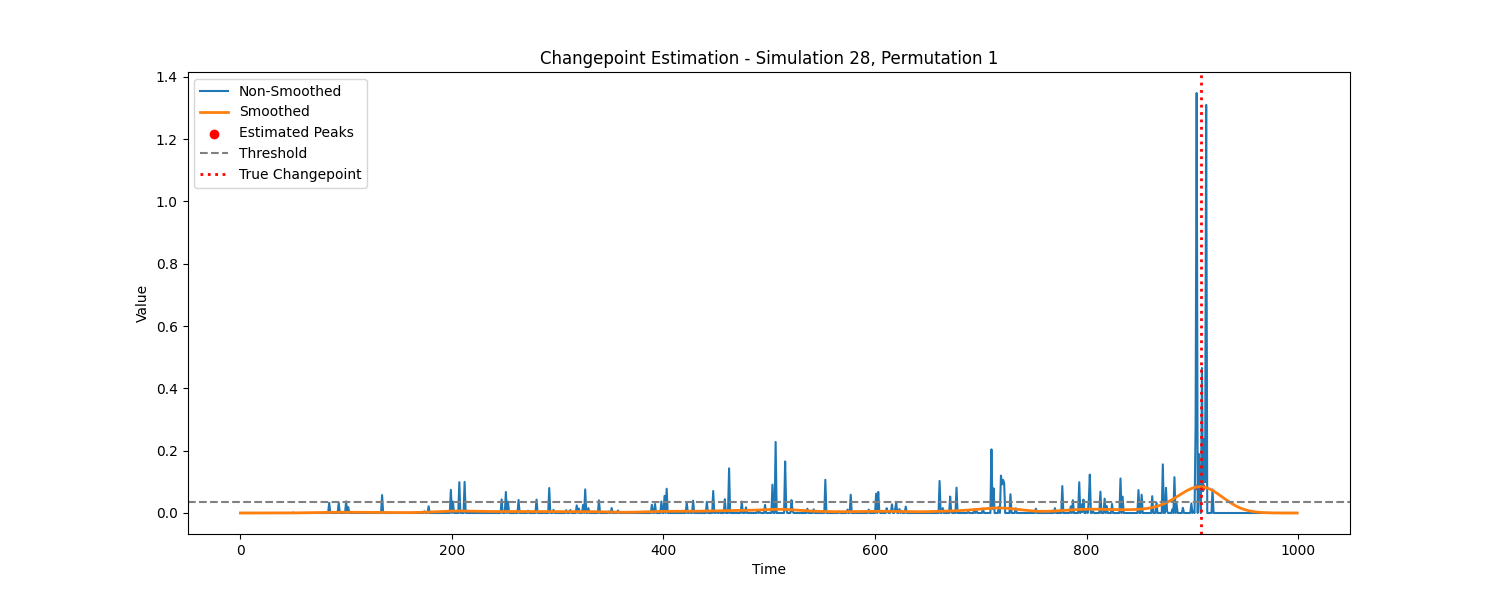 Changepoint Estimation - Simulation 28, Permutation 1
Non-Smoothed
Smoothed
Estimated Peaks
Threshold
True Changepoint
1.4
1.2
1.0
0.8
0.6
0.4
0.2
0.0
Value
0 200 400 600 800 1000
Time